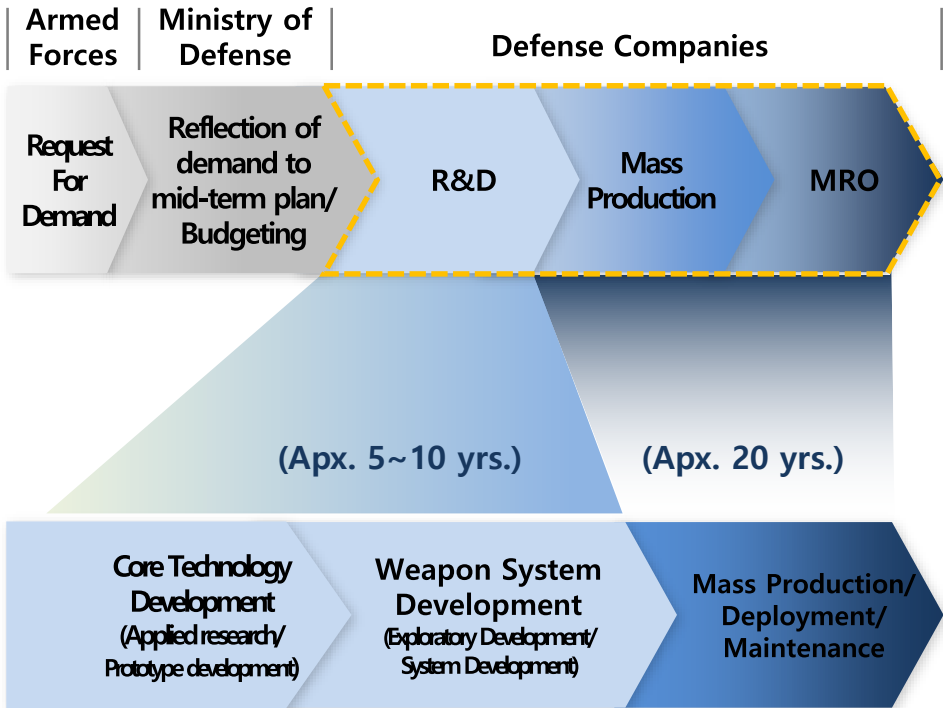 Armed
Forces
Ministry of
Defense
Defense Companies
Request
For
Demand
Reflection of
demand to
mid-term plan/
Budgeting
R&D
Mass
Production
MRO
(Apx. 5~10 yrs.)
(Apx. 20 yrs.)
Core Technology
Development
(Applied research/
Prototype development)
Weapon System
Development
(Exploratory Development/
System Development)
Mass Production/
Deployment/
Maintenance